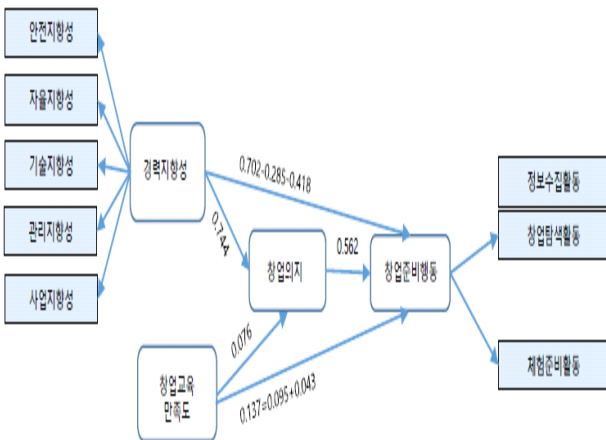 안전지향성
자율지향성
기술지향성
관리지향성
사업지향성
경력지향성
0.702-0.285-0.418
0.744
창업의지
0.562
창업준비행동
정보수집활동
창업탐색활동
체험준비활동
0.076
0.137=0.095+0.043
창업교육
만족도